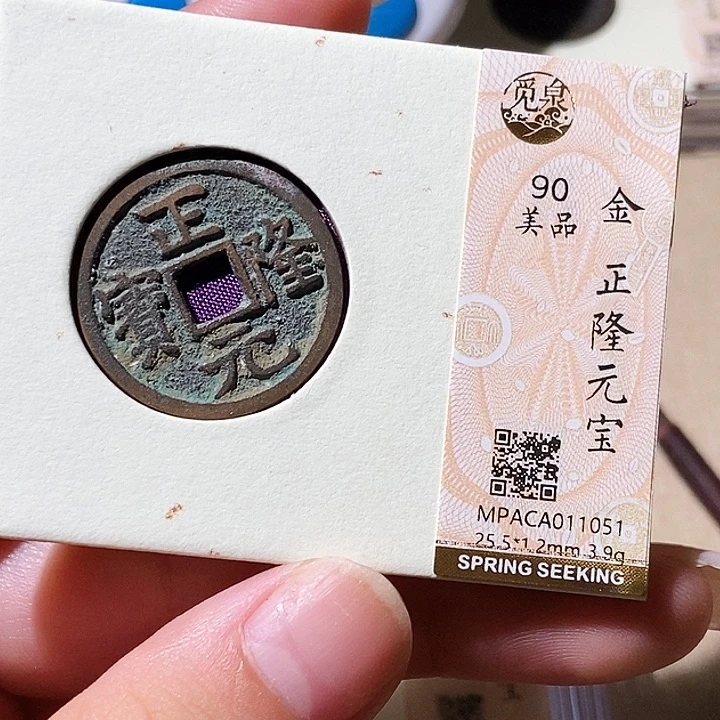 正
隆
元
寶
觅泉
90
美品
金
正隆元宝
MPACA011051
25.5*1.2mm 3.9g
SPRING SEEKING